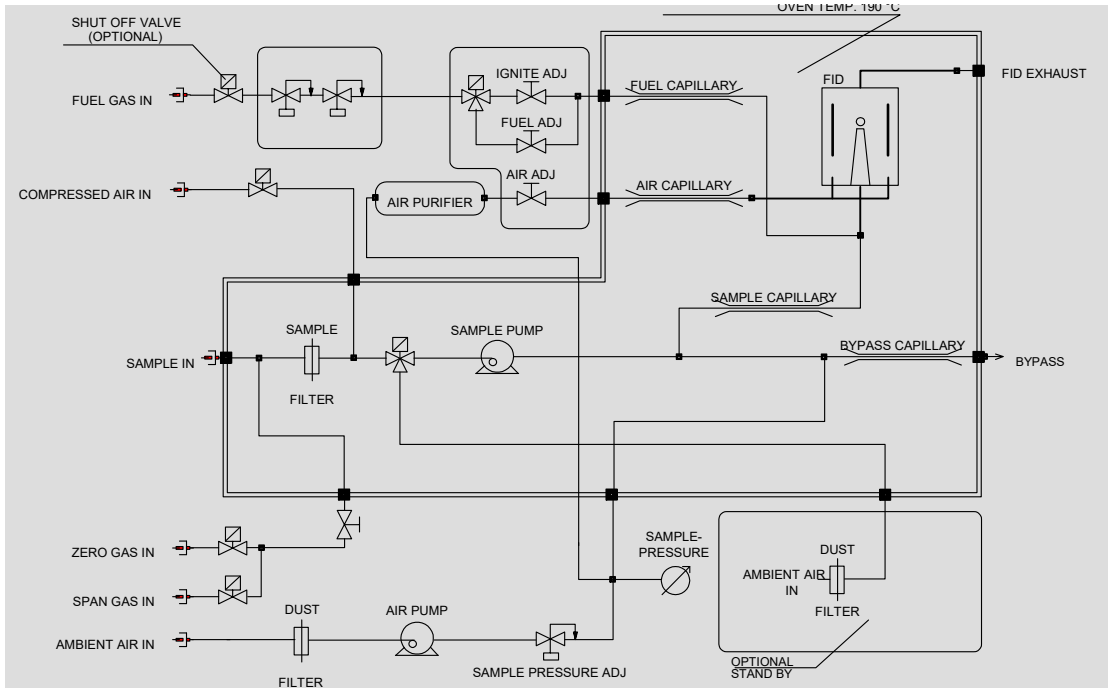 OVEN TEMP. 190 °C
SHUT OFF VALVE
(OPTIONAL)
FUEL GAS IN
IGNITE ADJ
FUEL CAPILLARY
FID
FID EXHAUST
FUEL ADJ
COMPRESSED AIR IN
AIR PURIFIER
AIR ADJ
AIR CAPILLARY
SAMPLE CAPILLARY
SAMPLE IN
SAMPLE
FILTER
SAMPLE PUMP
BYPASS CAPILLARY
BYPASS
ZERO GAS IN
SAMPLE-
PRESSURE
DUST
AMBIENT AIR
IN
FILTER
SPAN GAS IN
AMBIENT AIR IN
DUST
FILTER
AIR PUMP
SAMPLE PRESSURE ADJ
OPTIONAL
STAND BY